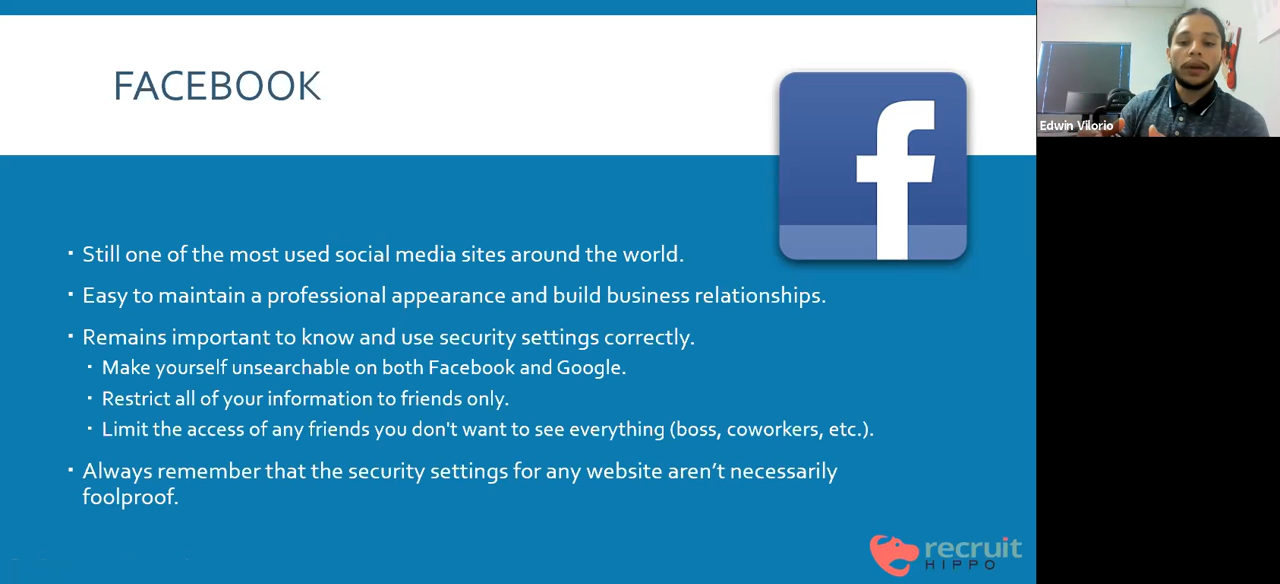 FACEBOOK
Edwin Vilorio
▪ Still one of the most used social media sites around the world.
▪ Easy to maintain a professional appearance and build business relationships.
▪ Remains important to know and use security settings correctly.
▪ Make yourself unsearchable on both Facebook and Google.
▪ Restrict all of your information to friends only.
▪ Limit the access of any friends you don't want to see everything (boss, coworkers, etc.).
▪ Always remember that the security settings for any website aren’t necessarily
foolproof.
recruit
HIPPO